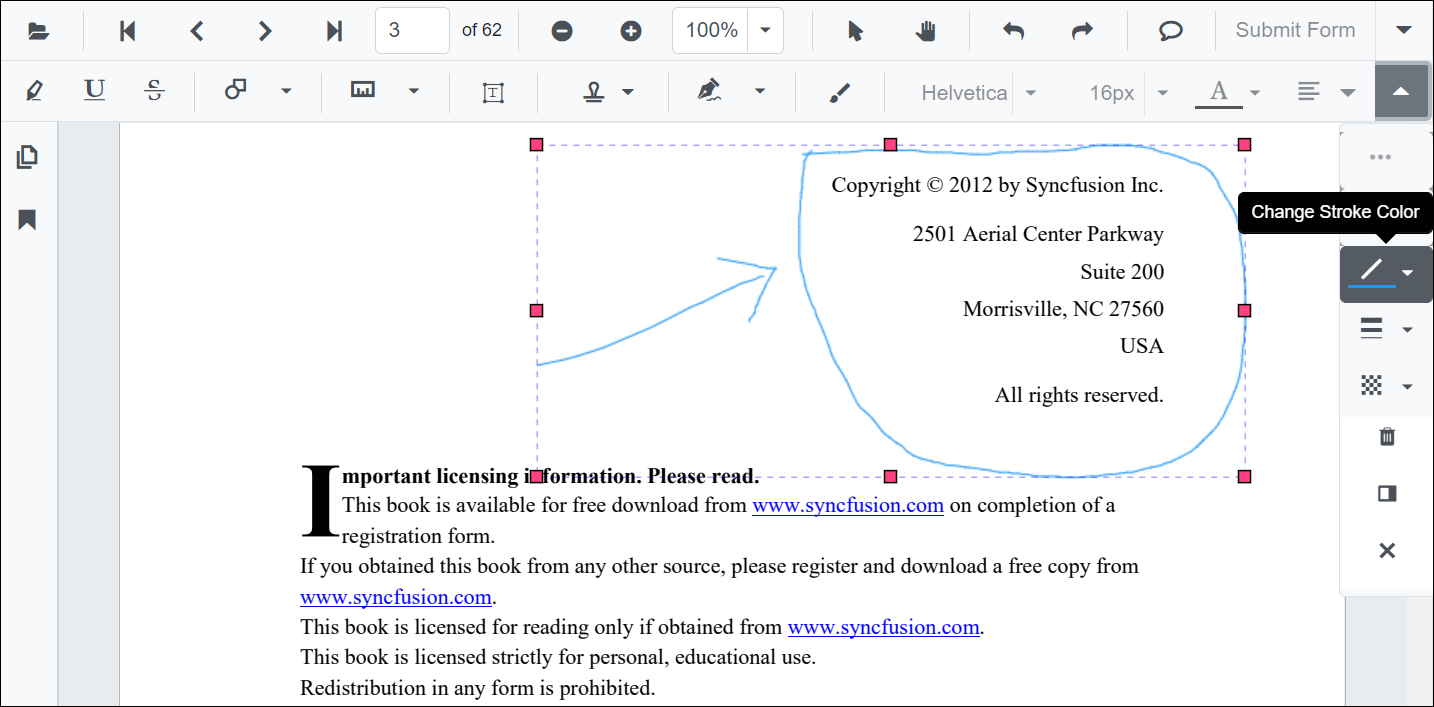 3 of 62 100% Submit Form
U S T Helvetica 16px A
Copyright © 2012 by Syncfusion Inc.
Change Stroke Color
2501 Aerial Center Parkway
Suite 200
Morrisville, NC 27560
USA
All rights reserved.
Important licensing information. Please read.
This book is available for free download from www.syncfusion.com on completion of a
registration form.
If you obtained this book from any other source, please register and download a free copy from
www.syncfusion.com.
This book is licensed for reading only if obtained from www.syncfusion.com.
This book is licensed strictly for personal, educational use.
Redistribution in any form is prohibited.